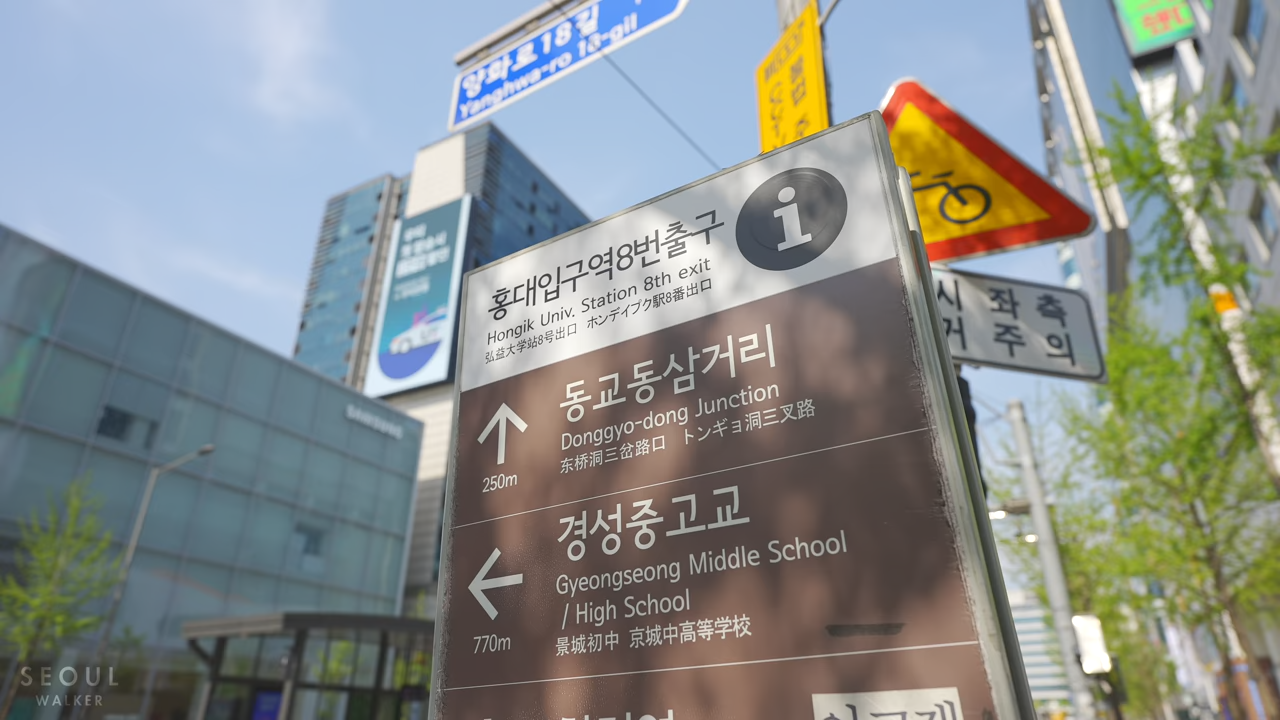 양화로18길
Yanghwa-ro 18-gil
홍대입구역8번출구
Hongik Univ. Station 8th exit
弘益大学站8号出口 ホンデイプク駅8番出口
동교동삼거리
Donggyo-dong Junction
东桥洞三岔路口 トンギョ洞三叉路
250m
경성중고교
Gyeongseong Middle School
/ High School
景城初中 京城中高等学校
770m
시 좌 측
거 주 의
SAMSUNG
SEOUL
WALKER